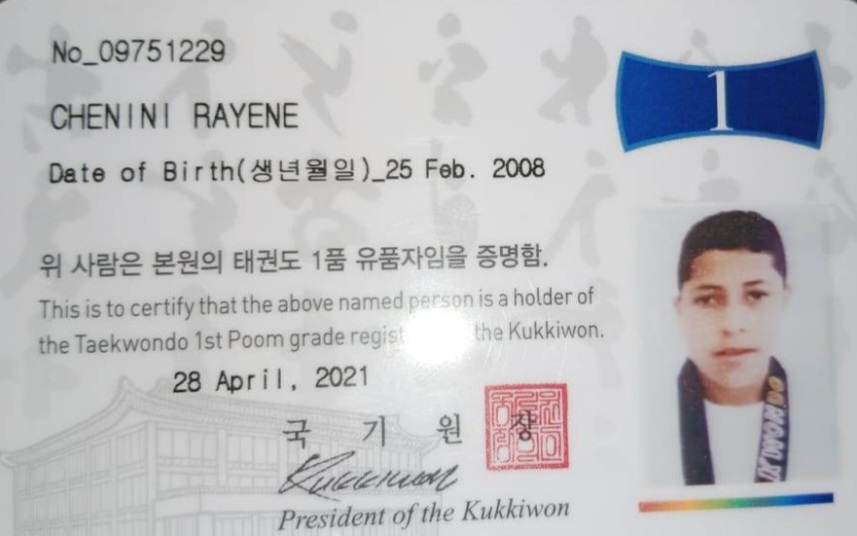 No_09751229
1
CHENINI RAYENE
Date of Birth(생년월일)_25 Feb. 2008
위 사람은 본원의 태권도 1품 유품자임을 증명함.
This is to certify that the above named person is a holder of
the Taekwondo 1st Poom grade regist the Kukkiwon.
28 April, 2021
국 기 원 장
Kukkiwon
President of the Kukkiwon